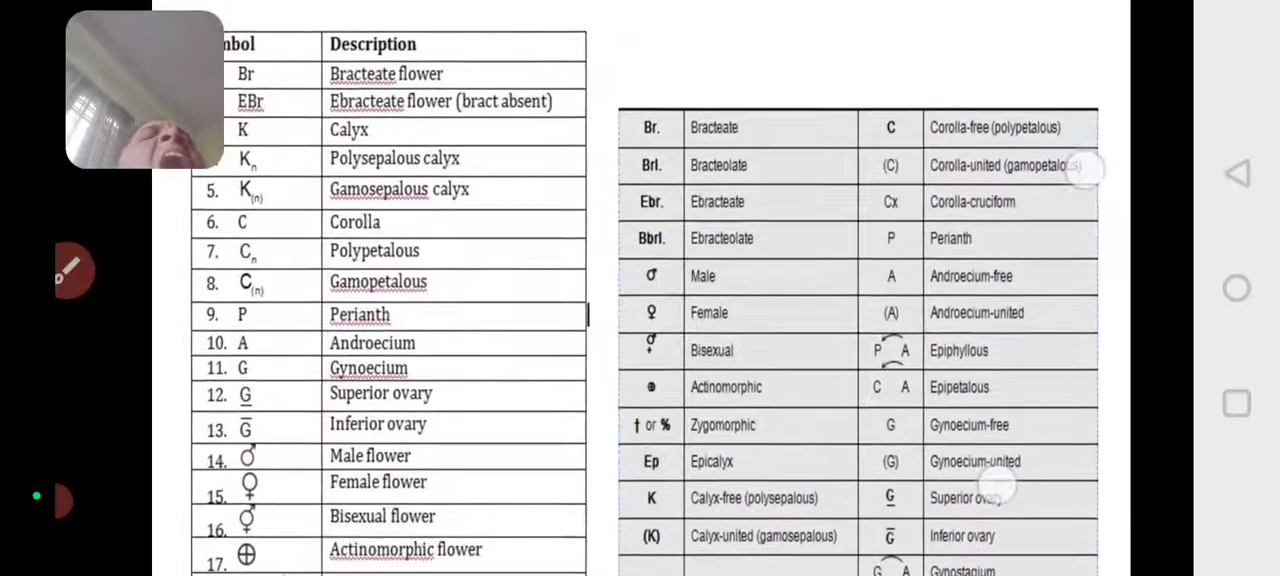 mbol Description
Br Bracteate flower
EBr Ebracteate flower (bract absent)
K Calyx
Kn Polysepalous calyx
5. K(n) Gamosepalous calyx
6. C Corolla
7. Cn Polypetalous
8. C(n) Gamopetalous
9. P Perianth
10. A Androecium
11. G Gynoecium
12. G̲ Superior ovary
13. G̅ Inferior ovary
14. ♂ Male flower
15. ♀ Female flower
16. ⚥ Bisexual flower
17. ⊕ Actinomorphic flower
Br. Bracteate C Corolla-free (polypetalous)
Brl. Bracteolate (C) Corolla-united (gamopetalous)
Ebr. Ebracteate Cx Corolla-cruciform
Bbrl. Ebracteolate P Perianth
♂ Male A Androecium-free
♀ Female (A) Androecium-united
⚥ Bisexual P A Epiphyllous
⊕ Actinomorphic C A Epipetalous
† or % Zygomorphic G Gynoecium-free
Ep Epicalyx (G) Gynoecium-united
K Calyx-free (polysepalous) G̲ Superior ovary
(K) Calyx-united (gamosepalous) G̅ Inferior ovary
G A Gynostagium